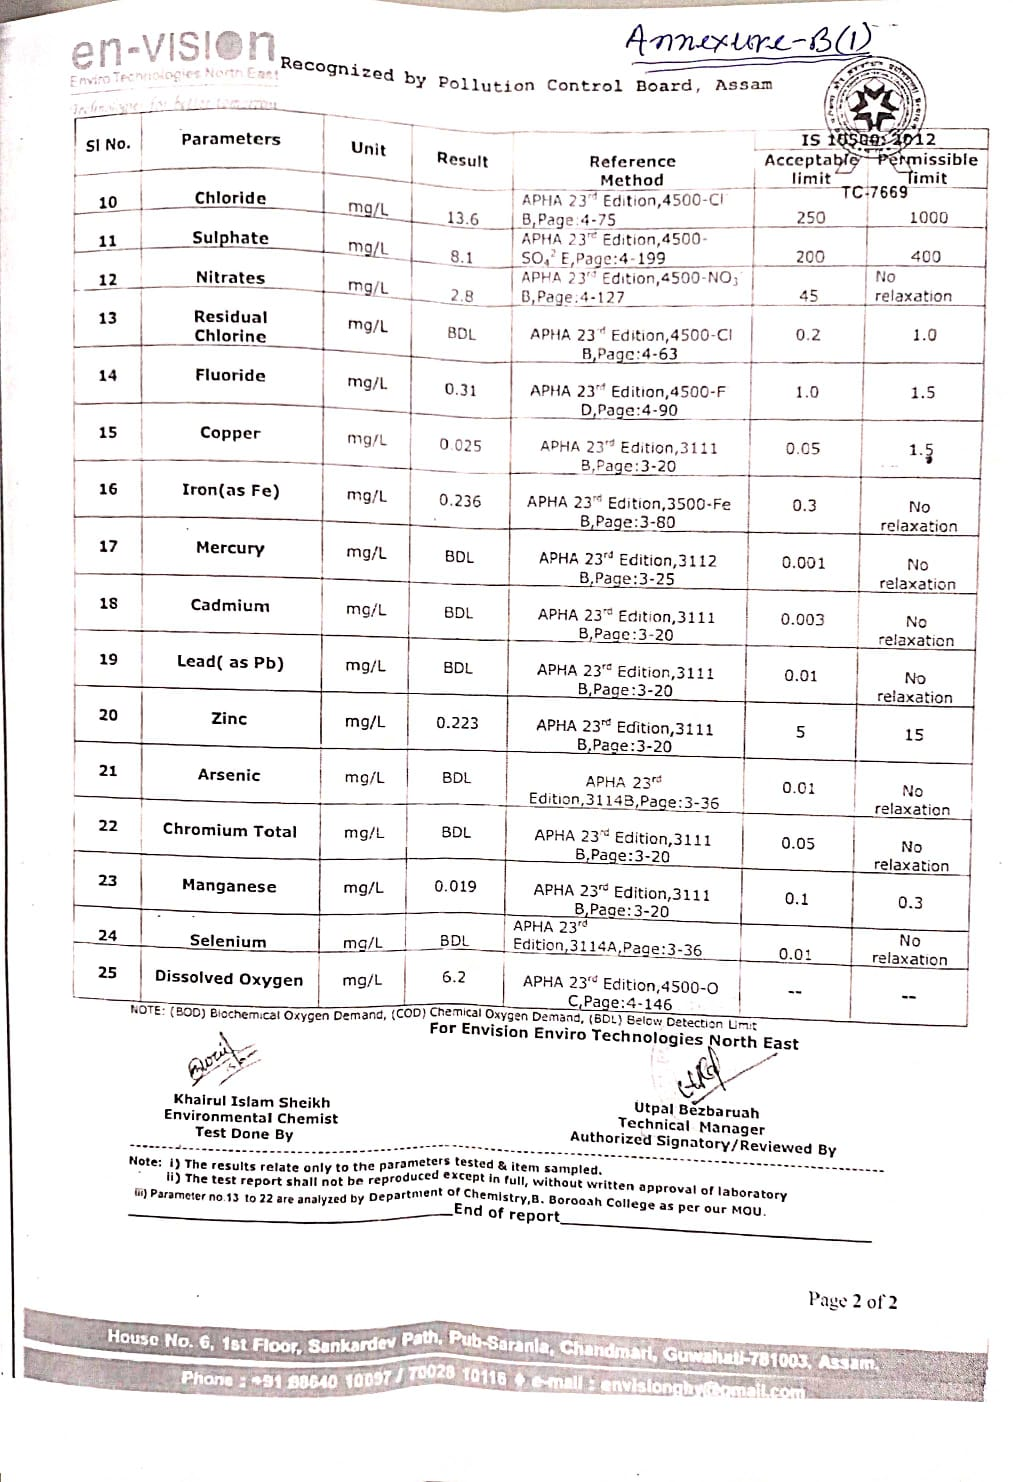 Annexure-B(1)
en-VISION
Enviro Technologies North East
Recognized by Pollution Control Board, Assam
Sl No. Parameters Unit Result Reference Method IS 10500: 2012 Acceptable limit Permissible limit
TC-7669
10 Chloride mg/L 13.6 APHA 23rd Edition,4500-Cl B,Page:4-75 250 1000
11 Sulphate mg/L 8.1 APHA 23rd Edition,4500-SO₄² E,Page:4-199 200 400
12 Nitrates mg/L 2.8 APHA 23rd Edition,4500-NO₃ B,Page:4-127 45 No relaxation
13 Residual Chlorine mg/L BDL APHA 23rd Edition,4500-Cl B,Page:4-63 0.2 1.0
14 Fluoride mg/L 0.31 APHA 23rd Edition,4500-F D,Page:4-90 1.0 1.5
15 Copper mg/L 0.025 APHA 23rd Edition,3111 B,Page:3-20 0.05 1.5
16 Iron(as Fe) mg/L 0.236 APHA 23rd Edition,3500-Fe B,Page:3-80 0.3 No relaxation
17 Mercury mg/L BDL APHA 23rd Edition,3112 B,Page:3-25 0.001 No relaxation
18 Cadmium mg/L BDL APHA 23rd Edition,3111 B,Page:3-20 0.003 No relaxation
19 Lead( as Pb) mg/L BDL APHA 23rd Edition,3111 B,Page:3-20 0.01 No relaxation
20 Zinc mg/L 0.223 APHA 23rd Edition,3111 B,Page:3-20 5 15
21 Arsenic mg/L BDL APHA 23rd Edition,3114B,Page:3-36 0.01 No relaxation
22 Chromium Total mg/L BDL APHA 23rd Edition,3111 B,Page:3-20 0.05 No relaxation
23 Manganese mg/L 0.019 APHA 23rd Edition,3111 B,Page:3-20 0.1 0.3
24 Selenium mg/L BDL APHA 23rd Edition,3114A,Page:3-36 0.01 No relaxation
25 Dissolved Oxygen mg/L 6.2 APHA 23rd Edition,4500-O C,Page:4-146 -- --
NOTE: (BOD) Biochemical Oxygen Demand, (COD) Chemical Oxygen Demand, (BDL) Below Detection Limit
For Envision Enviro Technologies North East
Khairul Islam Sheikh
Environmental Chemist
Test Done By
Utpal Bezbaruah
Technical Manager
Authorized Signatory/Reviewed By
Note: i) The results relate only to the parameters tested & item sampled.
ii) The test report shall not be reproduced except in full, without written approval of laboratory
iii) Parameter no.13 to 22 are analyzed by Department of Chemistry,B. Borooah College as per our MOU.
End of report
Page 2 of 2
House No. 6, 1st Floor, Sankardev Path, Pub-Sarania, Chandmari, Guwahati-781003, Assam.
Phone : +91 88640 10097 / 70028 10116 ♦ e-mail : envisionghy@gmail.com